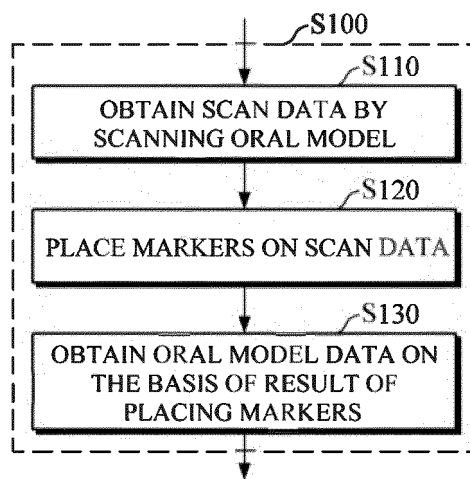 S100
S110
OBTAIN SCAN DATA BY
SCANNING ORAL MODEL
S120
PLACE MARKERS ON SCAN DATA
S130
OBTAIN ORAL MODEL DATA ON
THE BASIS OF RESULT OF
PLACING MARKERS